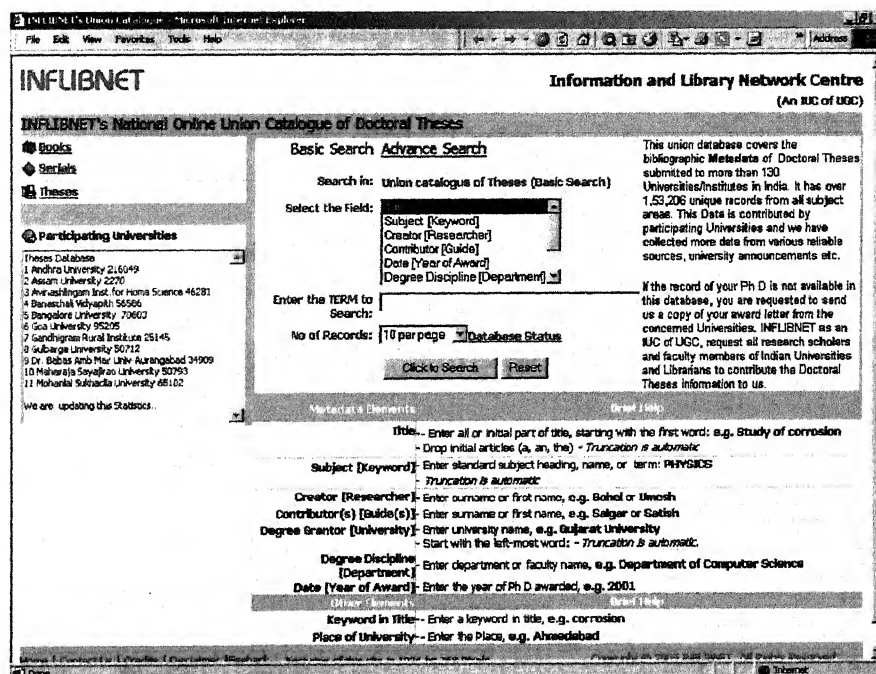 INFLIBNET's Union Catalogue - Microsoft Internet Explorer
File Edit View Favorites Tools Help
Address
INFLIBNET
Information and Library Network Centre
(An IUC of UGC)
INFLIBNET's National Online Union Catalogue of Doctoral Theses
Books
Serials
Theses
Participating Universities
Theses Database
1 Andhra University 216049
2 Assam University 2270
3 Avinashlingam Inst. for Home Science 46281
4 Banasthali Vidyapith 56586
5 Bangalore University 70603
6 Goa University 95205
7 Gandhigram Rural Institute 25145
8 Gulbarga University 50712
9 Dr. Babas Amb Mar Univ Aurangabad 34909
10 Maharaja Sayajirao University 50793
11 Mohanlal Sukhadia University 65102
We are updating this Statistics..
Basic Search Advance Search
Search in: Union catalogus of Theses (Basic Search)
Select the Field:
Subject [Keyword]
Creator [Researcher]
Contributor [Guide]
Date [Year of Award]
Degree Discipline [Department]
Enter the TERM to Search:
No of Records: 10 per page Database Status
Click to Search Reset
This union database covers the
bibliographic Metadata of Doctoral Theses
submitted to more than 130
Universities/Institutes in India. It has over
1,53,206 unique records from all subject
areas. This Data is contributed by
participating Universities and we have
collected more data from various reliable
sources, university announcements etc.
If the record of your Ph D is not available in
this database, you are requested to send
us a copy of your award letter from the
concerned Universities. INFLIBNET as an
IUC of UGC, request all research scholars
and faculty members of Indian Universities
and Librarians to contribute the Doctoral
Theses information to us.
Metadata Elements Brief Help
Title-- Enter all or initial part of title, starting with the first word: e.g. Study of corrosion
- Drop initial articles (a, an, the) - Truncation is automatic
Subject [Keyword]- Enter standard subject heading, name, or term: PHYSICS
- Truncation is automatic
Creator [Researcher]- Enter surname or first name, e.g. Bohel or Umesh
Contributor(s) [Guide(s)]- Enter surname or first name, e.g. Salgar or Satish
Degree Grantor [University]- Enter university name, e.g. Gujarat University
- Start with the left-most word: - Truncation is automatic.
Degree Discipline [Department]- Enter department or faculty name, e.g. Department of Computer Science
Date [Year of Award]- Enter the year of Ph D awarded, e.g. 2001
Other Elements Brief Help
Keyword in Title-- Enter a keyword in title, e.g. corrosion
Place of University-- Enter the Place, e.g. Ahmedabad
Done Internet